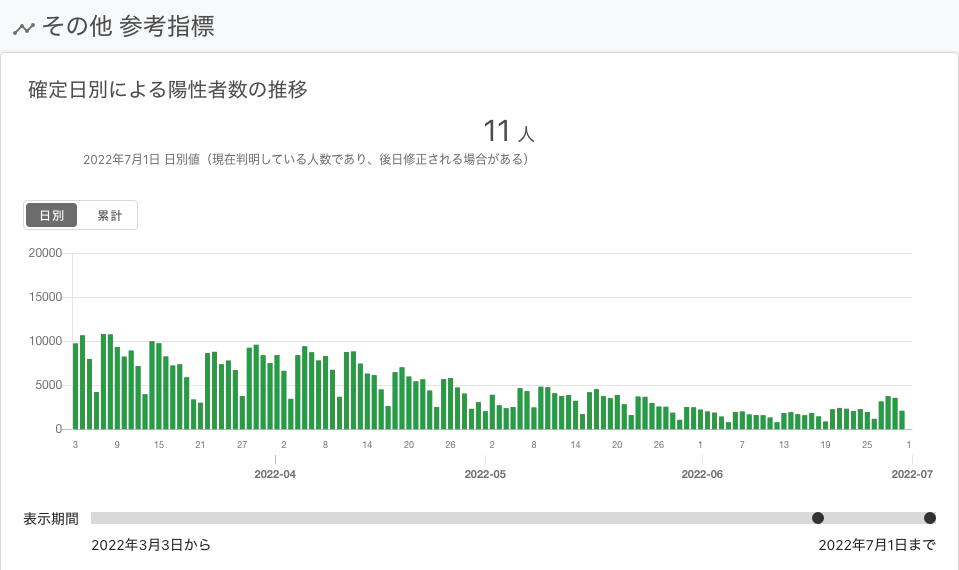 その他 参考指標
確定日別による陽性者数の推移
11 人
2022年7月1日 日別値（現在判明している人数であり、後日修正される場合がある）
日別 累計
20000
15000
10000
5000
0
3 9 15 21 27 2 8 14 20 26 2 8 14 20 26 1 7 13 19 25 1
2022-04 2022-05 2022-06 2022-07
表示期間
2022年3月3日から 2022年7月1日まで